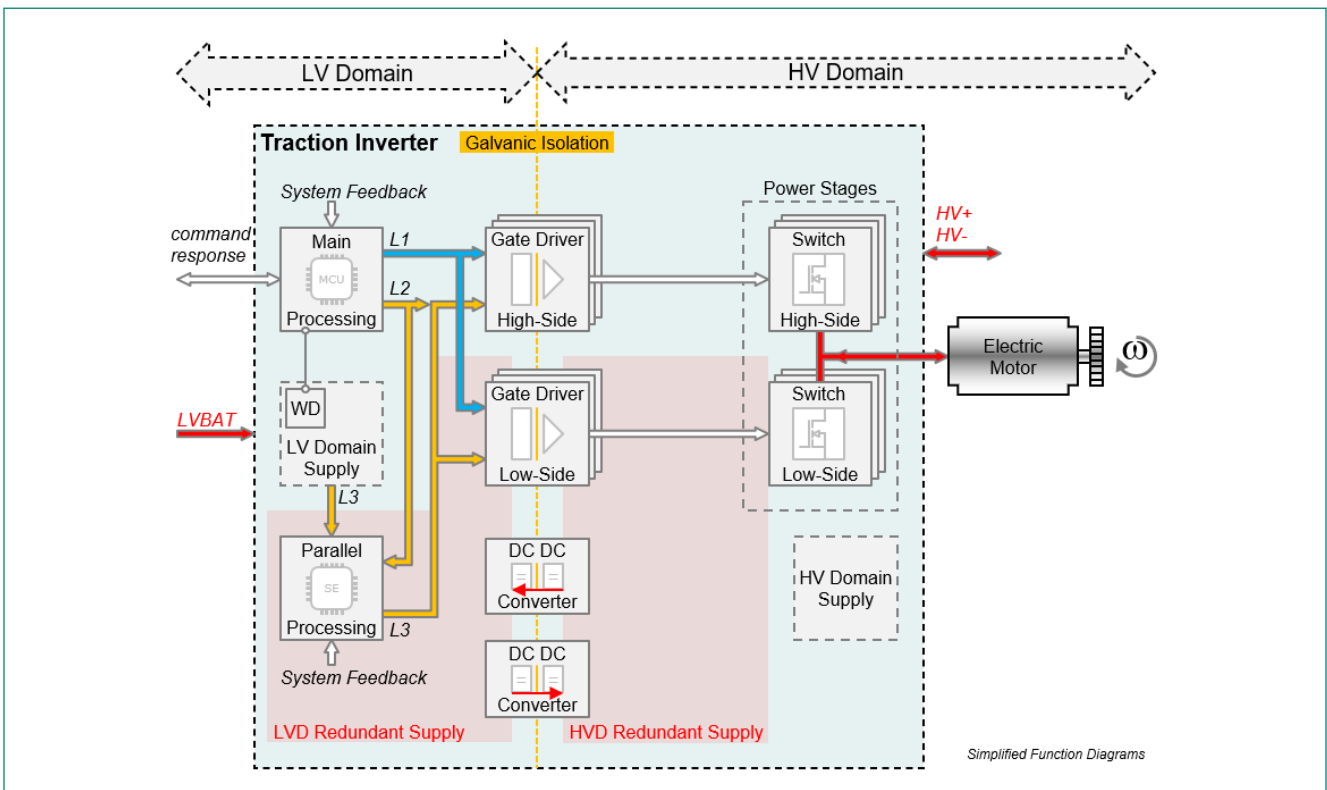 LV Domain
HV Domain
Traction Inverter
Galvanic Isolation
System Feedback
Power Stages
command
response
Main
MCU
Processing
L1
L2
Gate Driver
High-Side
Switch
High-Side
HV+
HV-
Electric
Motor
ω
WD
LV Domain
Supply
LVBAT
L3
Gate Driver
Low-Side
Switch
Low-Side
Parallel
SE
Processing
L3
System Feedback
DC DC
Converter
DC DC
Converter
HV Domain
Supply
LVD Redundant Supply
HVD Redundant Supply
Simplified Function Diagrams